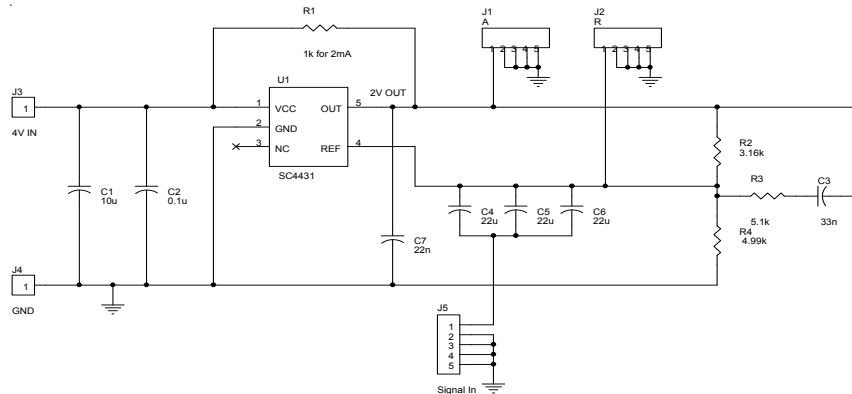 R1
1k for 2mA
J1
A
1 2 3 4 5
J2
R
1 2 3 4 5
J3
1
4V IN
U1
1 VCC
2 GND
3 NC
OUT 5
REF 4
SC4431
2V OUT
C1
10u
C2
0.1u
C7
22n
C4
22u
C5
22u
C6
22u
R2
3.16k
R3
5.1k
C3
33n
R4
4.99k
J4
1
GND
J5
1
2
3
4
5
Signal In